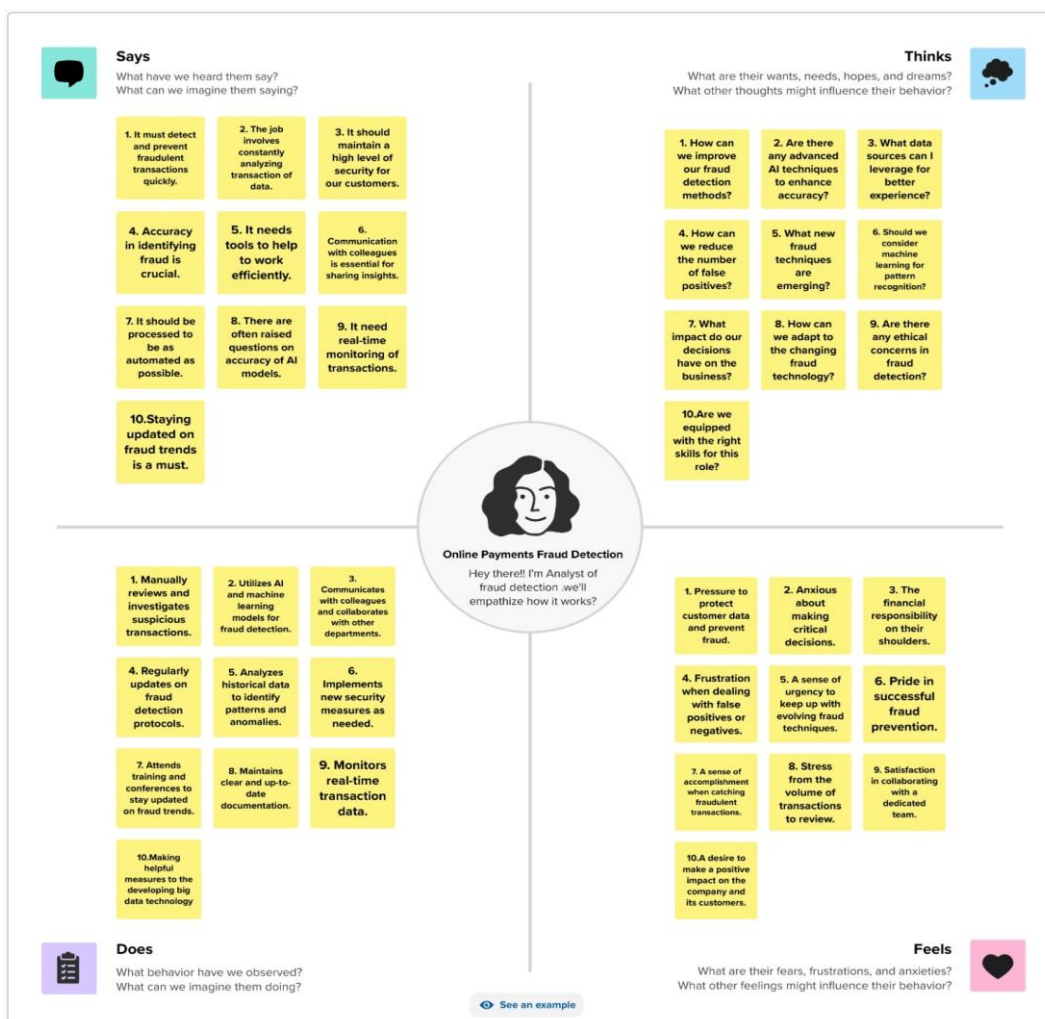 Says
What have we heard them say?
What can we imagine them saying?
1. It must detect
and prevent
fraudulent
transactions
quickly.
2. The job
involves
constantly
analyzing
transaction of
data.
3. It should
maintain a
high level of
security for
our customers.
4. Accuracy
in identifying
fraud is
crucial.
5. It needs
tools to help
to work
efficiently.
6.
Communication
with colleagues
is essential for
sharing insights.
7. It should be
processed to
be as
automated as
possible.
8. There are
often raised
questions on
accuracy of AI
models.
9. It need
real-time
monitoring of
transactions.
10.Staying
updated on
fraud trends
is a must.
Thinks
What are their wants, needs, hopes, and dreams?
What other thoughts might influence their behavior?
1. How can
we improve
our fraud
detection
methods?
2. Are there
any advanced
AI techniques
to enhance
accuracy?
3. What data
sources can I
leverage for
better
experience?
4. How can
we reduce
the number
of false
positives?
5. What new
fraud
techniques
are
emerging?
6. Should we
consider
machine
learning for
pattern
recognition?
7. What
impact do our
decisions
have on the
business?
8. How can
we adapt to
the changing
fraud
technology?
9. Are there
any ethical
concerns in
fraud
detection?
10.Are we
equipped
with the right
skills for this
role?
Online Payments Fraud Detection
Hey there!! I'm Analyst of
fraud detection .we'll
empathize how it works?
1. Manually
reviews and
investigates
suspicious
transactions.
2. Utilizes AI
and machine
learning
models for
fraud detection.
3.
Communicates
with colleagues
and collaborates
with other
departments.
4. Regularly
updates on
fraud
detection
protocols.
5. Analyzes
historical data
to identify
patterns and
anomalies.
6.
Implements
new security
measures as
needed.
7. Attends
training and
conferences to
stay updated
on fraud trends.
8. Maintains
clear and up-to-
date
documentation.
9. Monitors
real-time
transaction
data.
10.Making
helpful
measures to the
developing big
data technology
Does
What behavior have we observed?
What can we imagine them doing?
1. Pressure to
protect
customer data
and prevent
fraud.
2. Anxious
about
making
critical
decisions.
3. The
financial
responsibility
on their
shoulders.
4. Frustration
when dealing
with false
positives or
negatives.
5. A sense of
urgency to
keep up with
evolving fraud
techniques.
6. Pride in
successful
fraud
prevention.
7. A sense of
accomplishment
when catching
fraudulent
transactions.
8. Stress
from the
volume of
transactions
to review.
9. Satisfaction
in collaborating
with a
dedicated
team.
10.A desire to
make a positive
impact on the
company and
its customers.
Feels
What are their fears, frustrations, and anxieties?
What other feelings might influence their behavior?
See an example